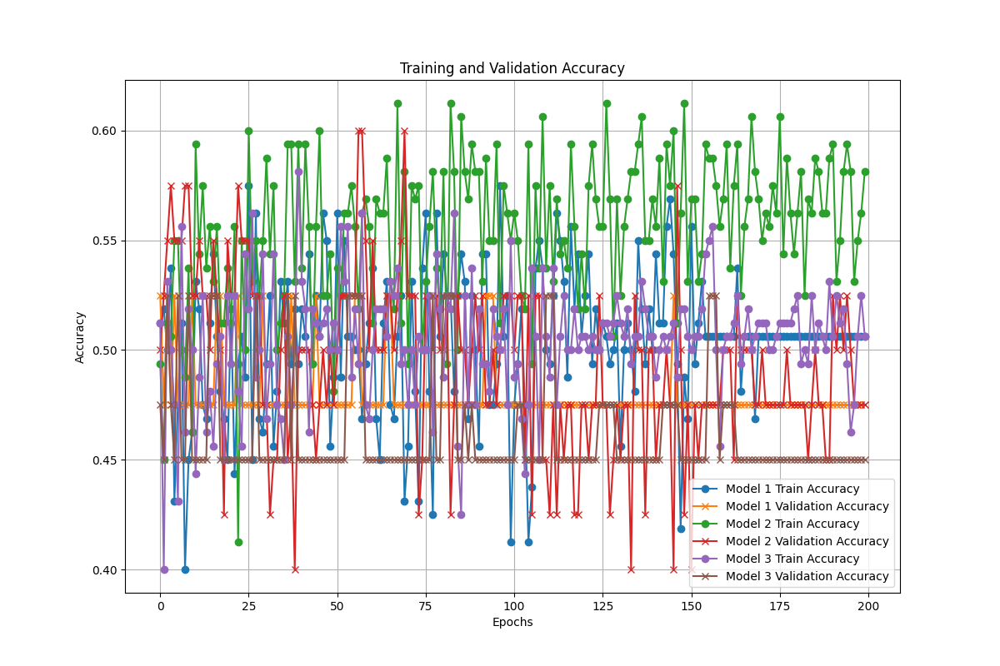 Training and Validation Accuracy
Accuracy
0.60
0.55
0.50
0.45
0.40
0 25 50 75 100 125 150 175 200
Epochs
Model 1 Train Accuracy
Model 1 Validation Accuracy
Model 2 Train Accuracy
Model 2 Validation Accuracy
Model 3 Train Accuracy
Model 3 Validation Accuracy